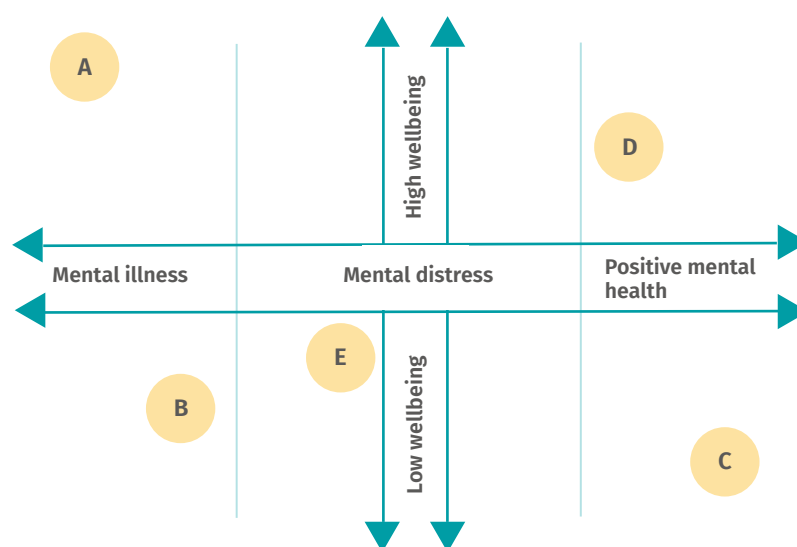 A
High wellbeing
D
Mental illness
Mental distress
Positive mental
health
E
B
Low wellbeing
C